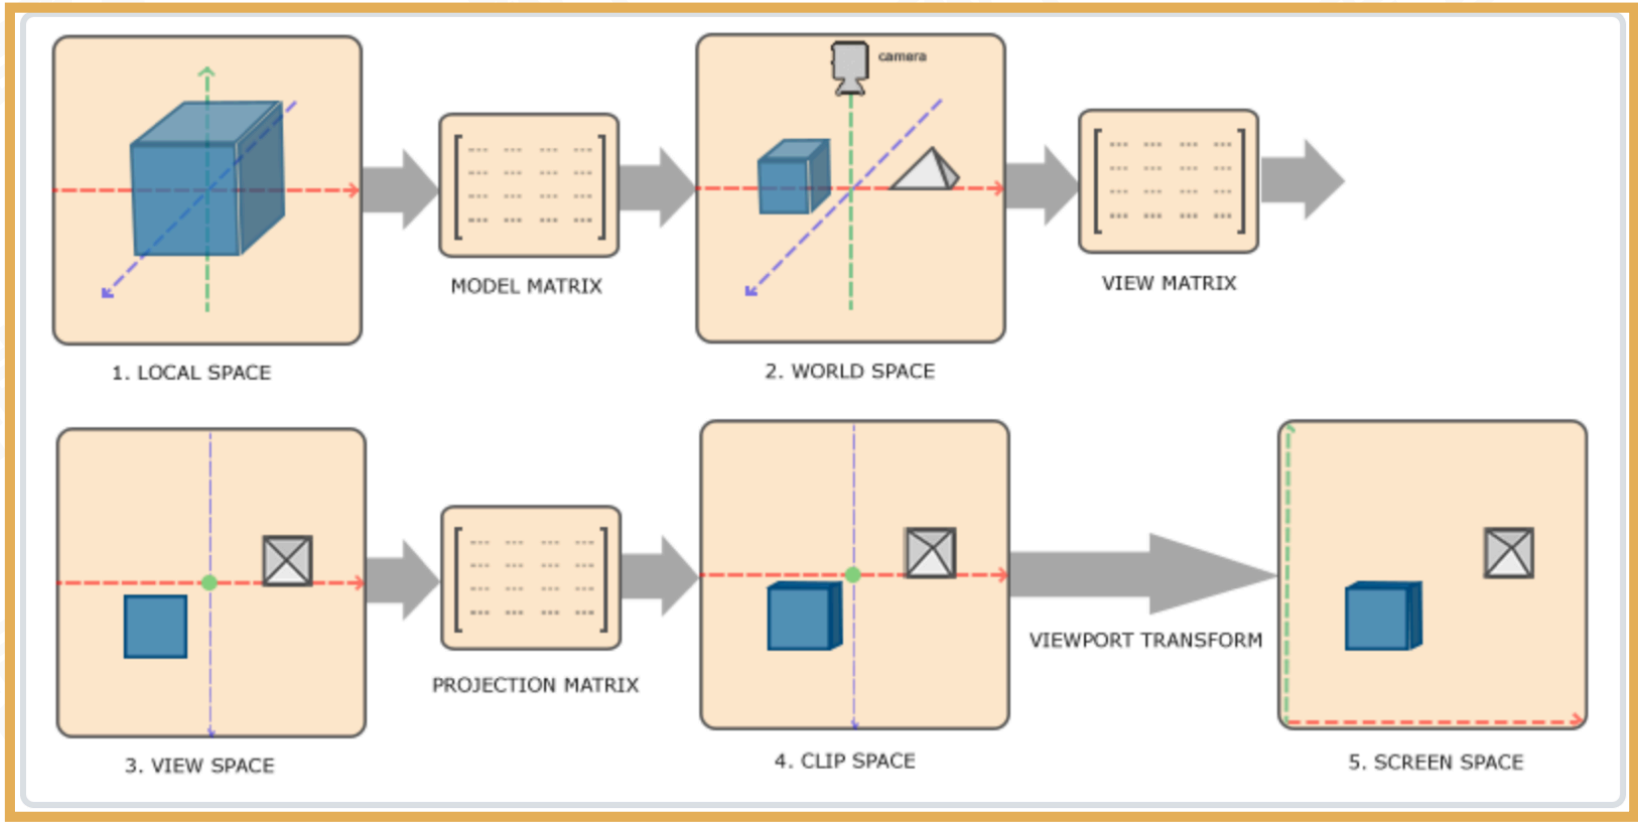 camera
MODEL MATRIX
VIEW MATRIX
1. LOCAL SPACE
2. WORLD SPACE
VIEWPORT TRANSFORM
PROJECTION MATRIX
3. VIEW SPACE
4. CLIP SPACE
5. SCREEN SPACE